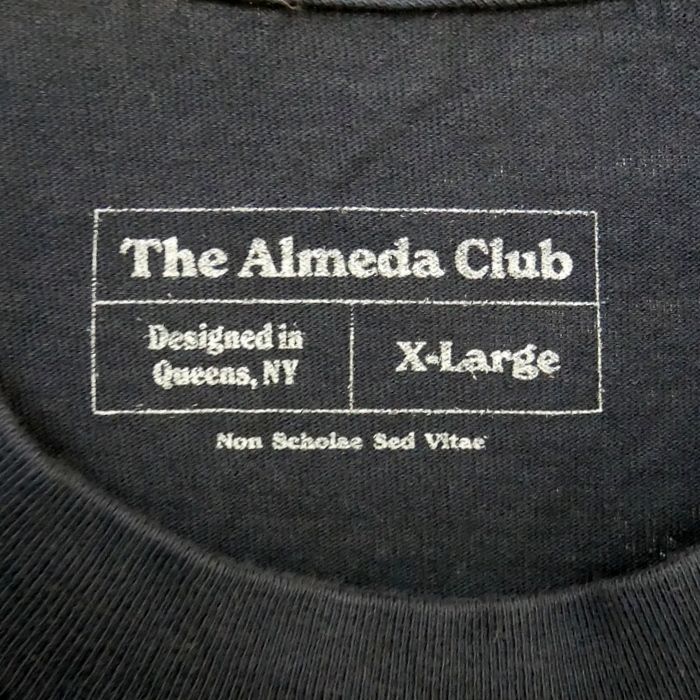 The Almeda Club
Designed in
Queens, NY
X-Large
Non Scholae Sed Vitae